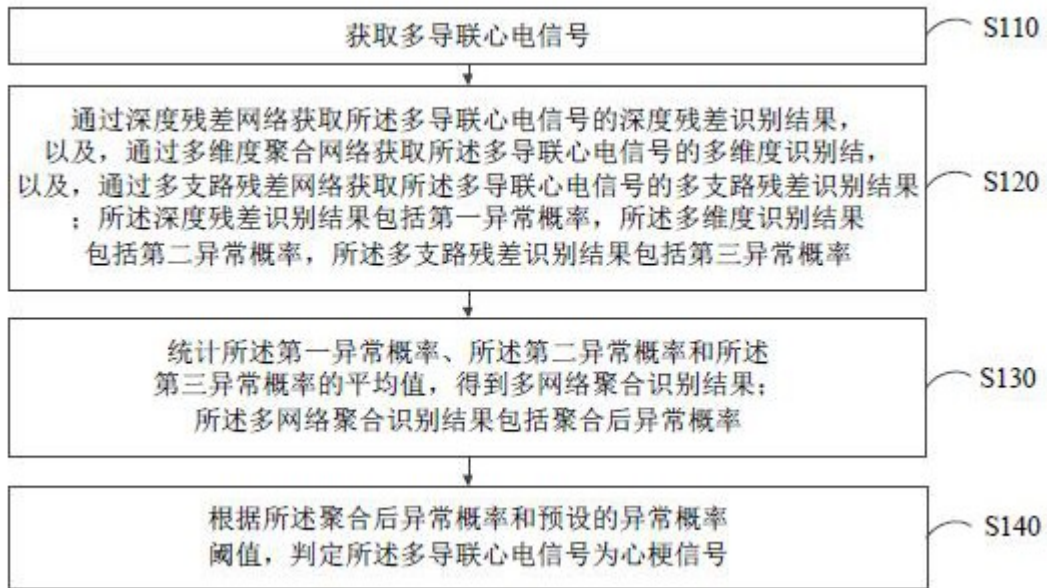 获取多导联心电信号
S110
通过深度残差网络获取所述多导联心电信号的深度残差识别结果，
以及，通过多维度聚合网络获取所述多导联心电信号的多维度识别结，
以及，通过多支路残差网络获取所述多导联心电信号的多支路残差识别结果
；所述深度残差识别结果包括第一异常概率，所述多维度识别结果
包括第二异常概率，所述多支路残差识别结果包括第三异常概率
S120
统计所述第一异常概率、所述第二异常概率和所述
第三异常概率的平均值，得到多网络聚合识别结果；
所述多网络聚合识别结果包括聚合后异常概率
S130
根据所述聚合后异常概率和预设的异常概率
阈值，判定所述多导联心电信号为心梗信号
S140